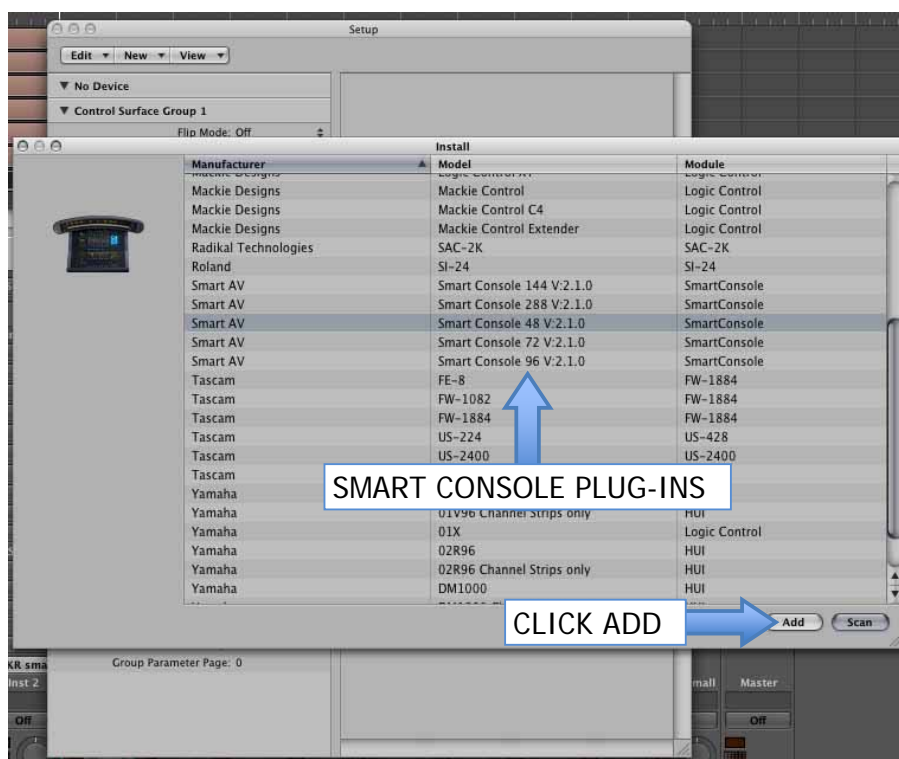 Setup
Edit New View
No Device
Control Surface Group 1
Flip Mode: Off
Install
Manufacturer Model Module
Mackie Designs Logic Control
Mackie Designs Mackie Control Logic Control
Mackie Designs Mackie Control C4 Logic Control
Mackie Designs Mackie Control Extender Logic Control
Radikal Technologies SAC-2K SAC-2K
Roland SI-24 SI-24
Smart AV Smart Console 144 V:2.1.0 SmartConsole
Smart AV Smart Console 288 V:2.1.0 SmartConsole
Smart AV Smart Console 48 V:2.1.0 SmartConsole
Smart AV Smart Console 72 V:2.1.0 SmartConsole
Smart AV Smart Console 96 V:2.1.0 SmartConsole
Tascam FE-8 FW-1884
Tascam FW-1082 FW-1884
Tascam FW-1884 FW-1884
Tascam US-224 US-428
Tascam US-2400 US-2400
Tascam
SMART CONSOLE PLUG-INS
Yamaha
Yamaha 01V96 Channel Strips only HUI
Yamaha 01X Logic Control
Yamaha 02R96 HUI
Yamaha 02R96 Channel Strips only HUI
Yamaha DM1000 HUI
CLICK ADD
Add Scan
KR sma Group Parameter Page: 0
Inst 2 mall Master
Off Off